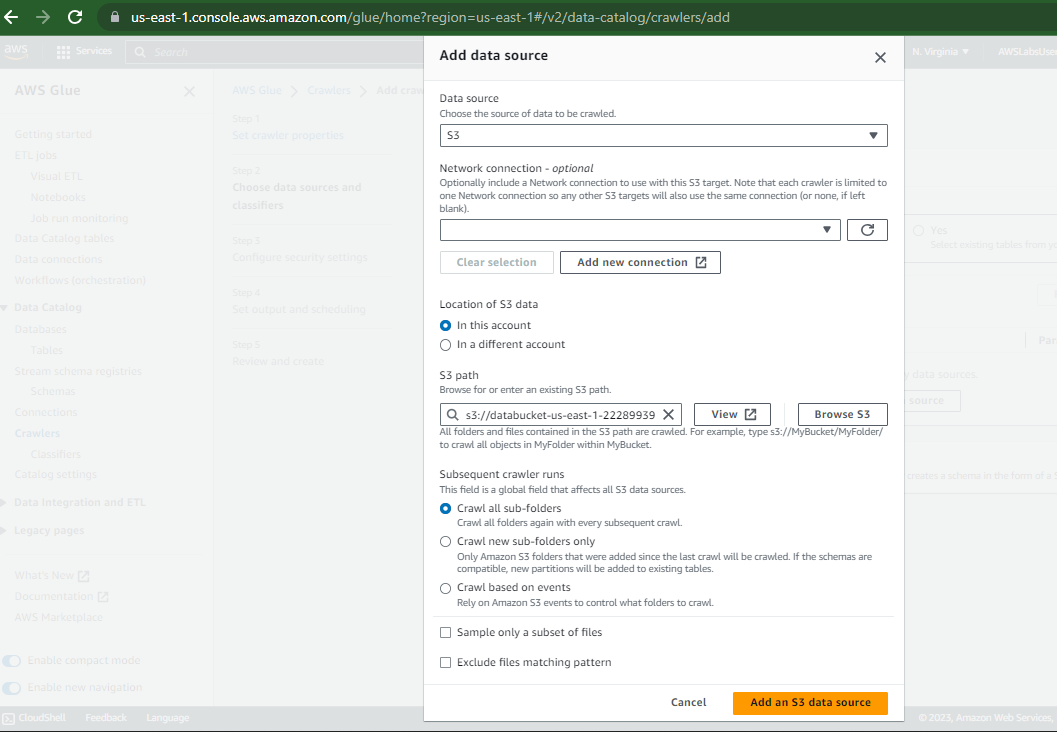 us-east-1.console.aws.amazon.com/glue/home?region=us-east-1#/v2/data-catalog/crawlers/add
aws
Services
Search
N. Virginia
AWSLabsUser
AWS Glue
Getting started
ETL jobs
Visual ETL
Notebooks
Job run monitoring
Data Catalog tables
Data connections
Workflows (orchestration)
Data Catalog
Databases
Tables
Stream schema registries
Schemas
Connections
Crawlers
Classifiers
Catalog settings
Data Integration and ETL
Legacy pages
What's New
Documentation
AWS Marketplace
Enable compact mode
Enable new navigation
AWS Glue
Crawlers
Add craw
Step 1
Set crawler properties
Step 2
Choose data sources and
classifiers
Step 3
Configure security settings
Step 4
Set output and scheduling
Step 5
Review and create
Add data source
Data source
Choose the source of data to be crawled.
S3
Network connection - optional
Optionally include a Network connection to use with this S3 target. Note that each crawler is limited to
one Network connection so any other S3 targets will also use the same connection (or none, if left
blank).
Clear selection
Add new connection
Location of S3 data
In this account
In a different account
S3 path
Browse for or enter an existing S3 path.
s3://databucket-us-east-1-22289939
View
Browse S3
All folders and files contained in the S3 path are crawled. For example, type s3://MyBucket/MyFolder/
to crawl all objects in MyFolder within MyBucket.
Subsequent crawler runs
This field is a global field that affects all S3 data sources.
Crawl all sub-folders
Crawl all folders again with every subsequent crawl.
Crawl new sub-folders only
Only Amazon S3 folders that were added since the last crawl will be crawled. If the schemas are
compatible, new partitions will be added to existing tables.
Crawl based on events
Rely on Amazon S3 events to control what folders to crawl.
Sample only a subset of files
Exclude files matching pattern
Cancel
Add an S3 data source
Yes
Select existing tables from yo
Par
y data sources.
source
creates a schema in the form of a
CloudShell
Feedback
Language
© 2023, Amazon Web Services,